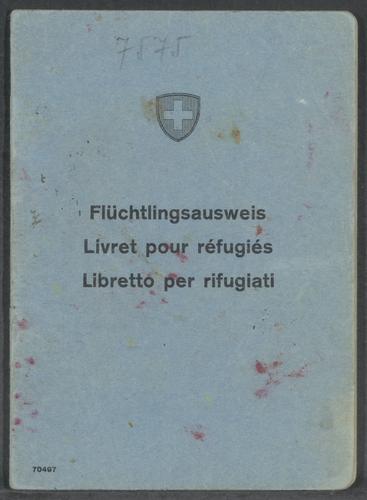 7575
Flüchtlingsausweis
Livret pour réfugiés
Libretto per rifugiati
70497